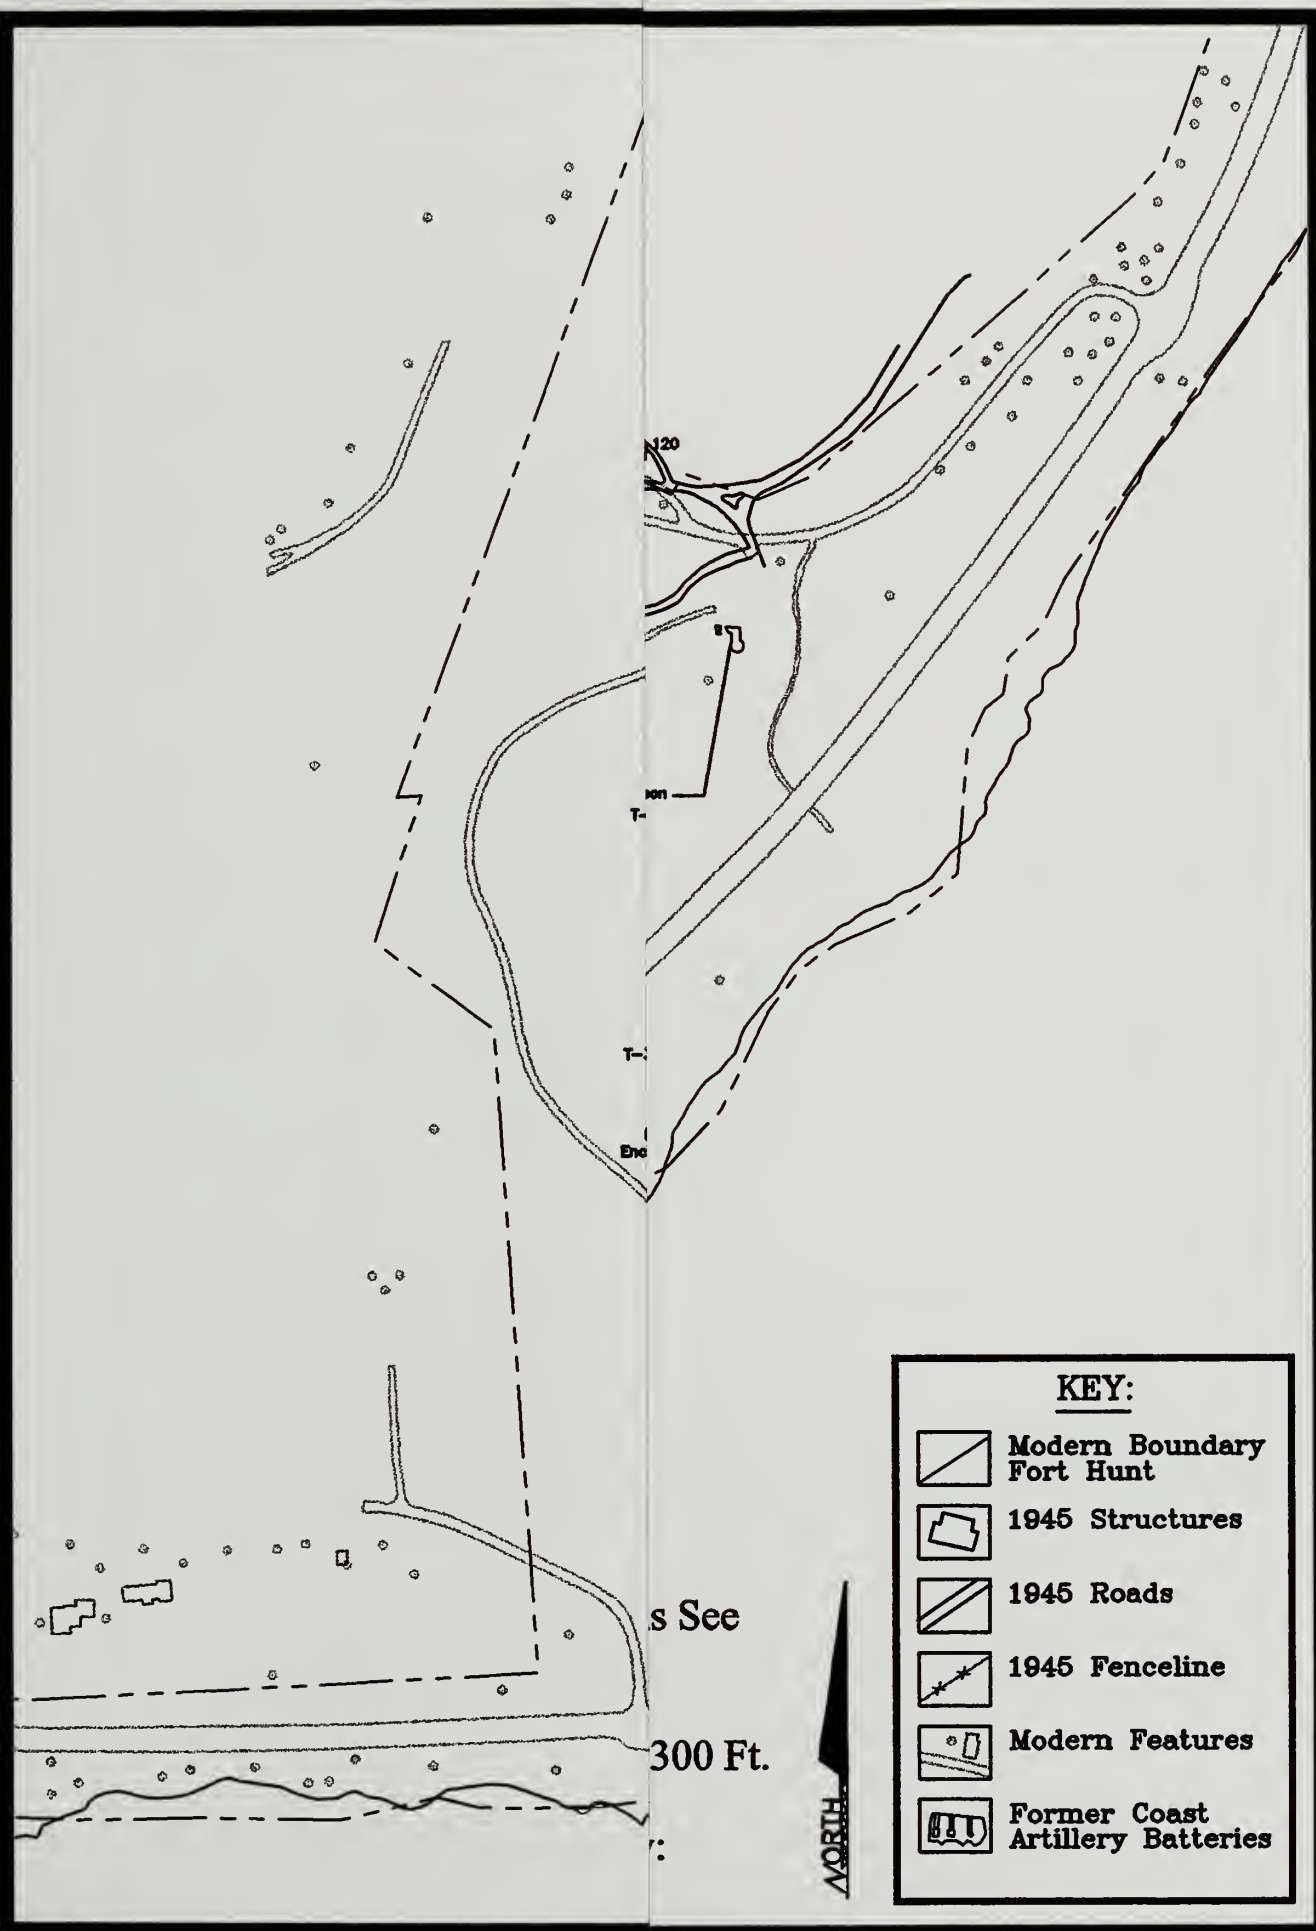 120
T-
T-
s See
300 Ft.
NORTH
KEY:
Modern Boundary
Fort Hunt
1945 Structures
1945 Roads
1945 Fenceline
Modern Features
Former Coast
Artillery Batteries